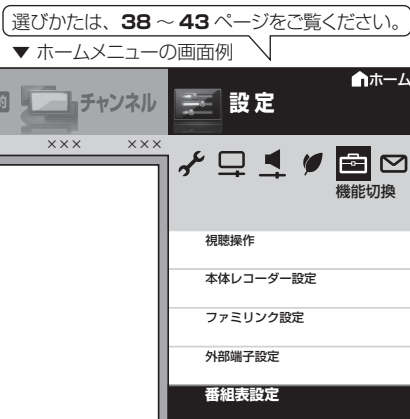 選びかたは、38 ～ 43 ページをご覧ください。
▼ ホームメニューの画面例
ホーム
チャンネル
設定
××× ×××
機能切換
視聴操作
本体レコーダー設定
ファミリンク設定
外部端子設定
番組表設定